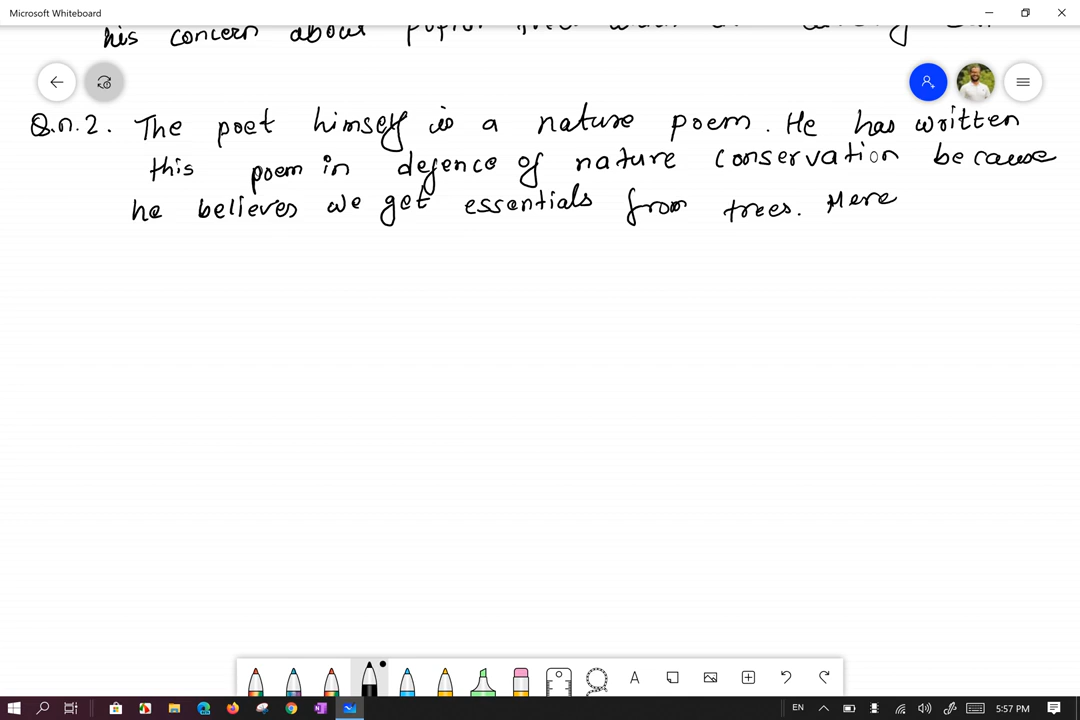 Microsoft Whiteboard
his concern about
Q.n.2. The poet himself is a nature poem. He has written
this poem in defence of nature conservation because
he believes we get essentials from trees. Here
A
EN
5:57 PM